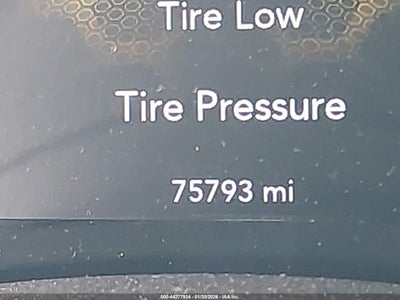 Tire Low
Tire Pressure
75793 mi
000-44277934 - 01/30/2026 - IAA Inc.